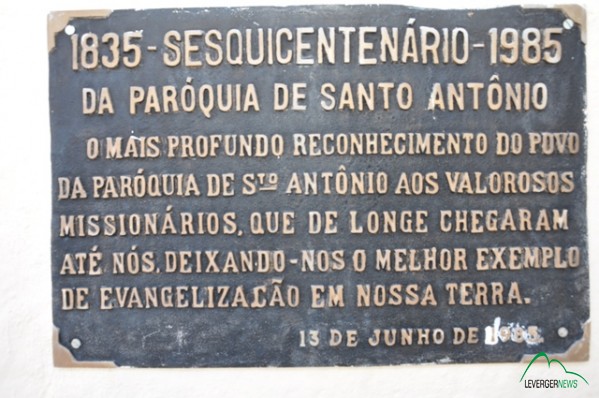 1835-SESQUICENTENÁRIO-1985
DA PARÓQUIA DE SANTO ANTÔNIO
O MAIS PROFUNDO RECONHECIMENTO DO POVO
DA PARÓQUIA DE STO ANTÔNIO AOS VALOROSOS
MISSIONÁRIOS, QUE DE LONGE CHEGARAM
ATÉ NÓS, DEIXANDO-NOS O MELHOR EXEMPLO
DE EVANGELIZAÇÃO EM NOSSA TERRA.
13 DE JUNHO DE
LEVERGERNEWS